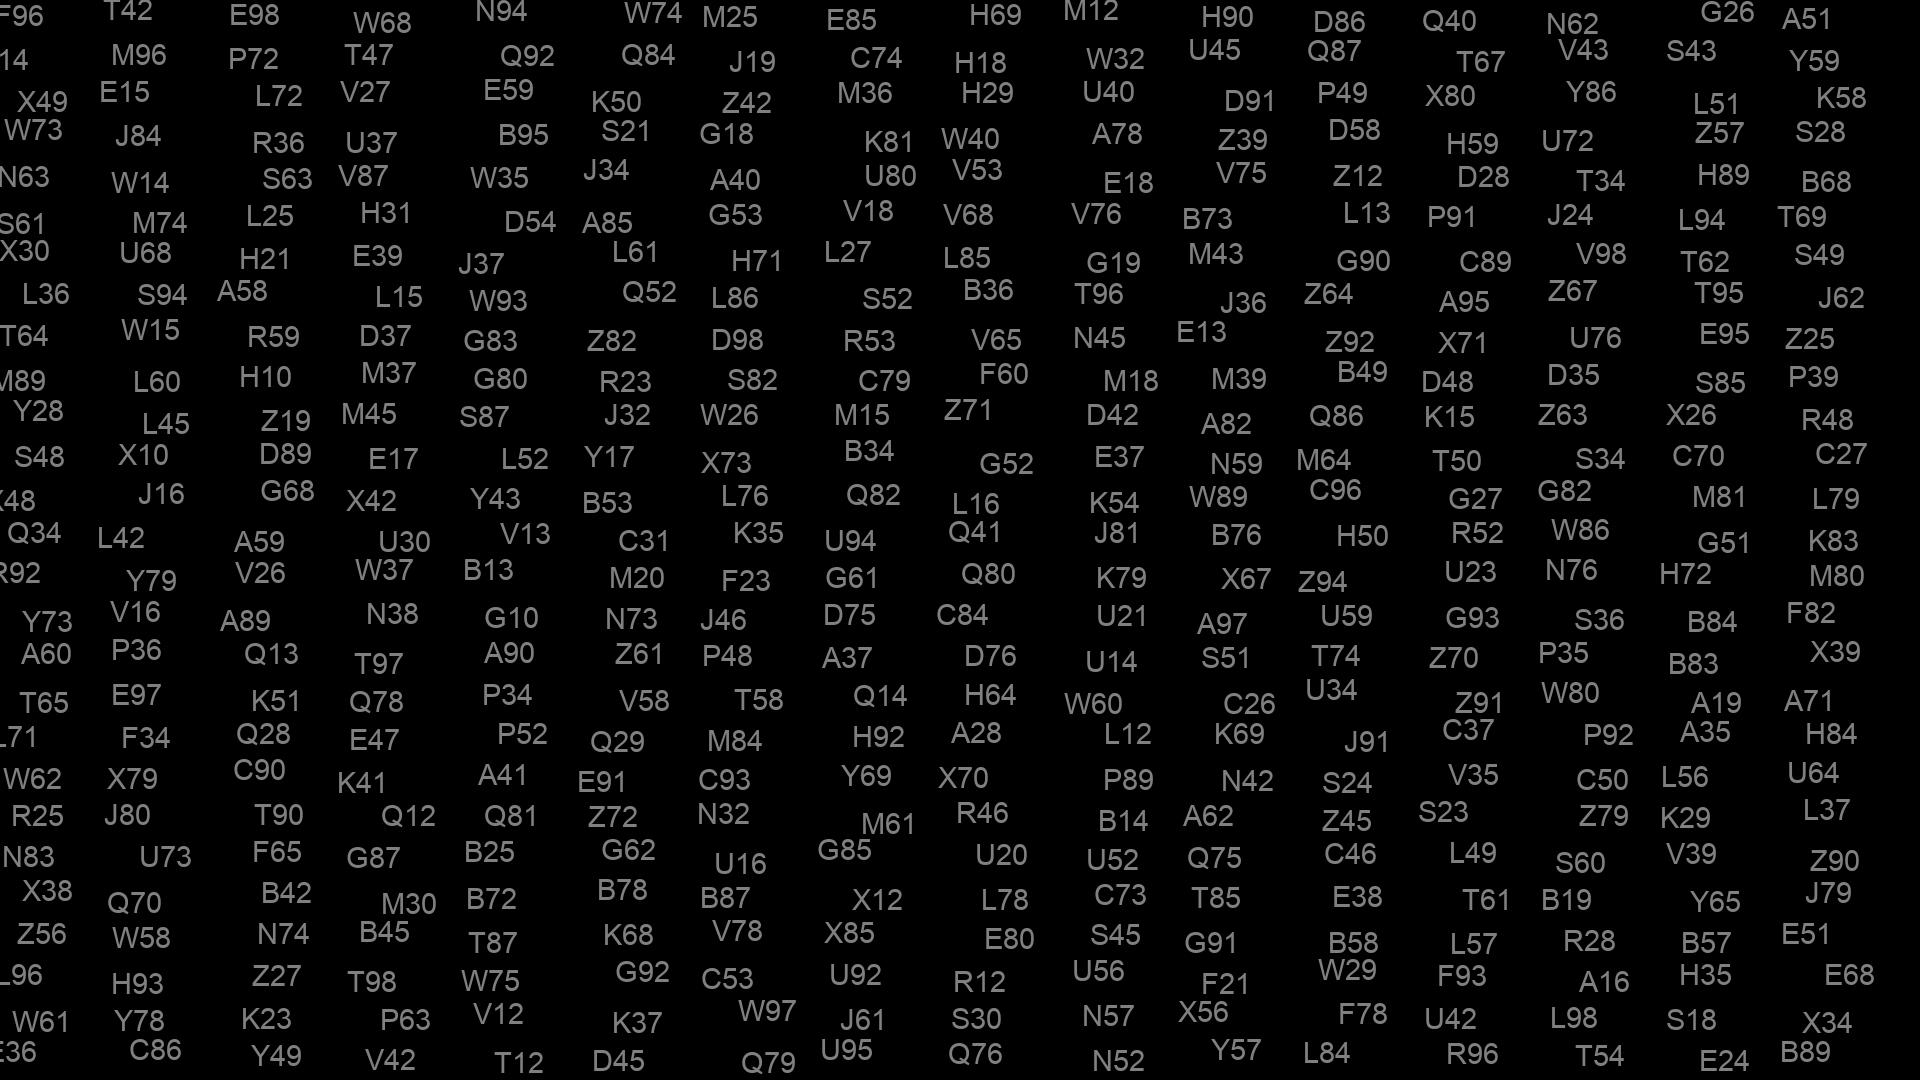 F96 T42 E98 W68 N94 W74 M25 E85 H69 M12 H90 D86 Q40 N62 G26 A51
14 M96 P72 T47 Q92 Q84 J19 C74 H18 W32 U45 Q87 T67 V43 S43 Y59
X49 E15 L72 V27 E59 K50 Z42 M36 H29 U40 D91 P49 X80 Y86 L51 K58
W73 J84 R36 U37 B95 S21 G18 K81 W40 A78 Z39 D58 H59 U72 Z57 S28
N63 W14 S63 V87 W35 J34 A40 U80 V53 E18 V75 Z12 D28 T34 H89 B68
S61 M74 L25 H31 D54 A85 G53 V18 V68 V76 B73 L13 P91 J24 L94 T69
X30 U68 H21 E39 J37 L61 H71 L27 L85 G19 M43 G90 C89 V98 T62 S49
L36 S94 A58 L15 W93 Q52 L86 S52 B36 T96 J36 Z64 A95 Z67 T95 J62
T64 W15 R59 D37 G83 Z82 D98 R53 V65 N45 E13 Z92 X71 U76 E95 Z25
M89 L60 H10 M37 G80 R23 S82 C79 F60 M18 M39 B49 D48 D35 S85 P39
Y28 L45 Z19 M45 S87 J32 W26 M15 Z71 D42 A82 Q86 K15 Z63 X26 R48
S48 X10 D89 E17 L52 Y17 X73 B34 G52 E37 N59 M64 T50 S34 C70 C27
48 J16 G68 X42 Y43 B53 L76 Q82 L16 K54 W89 C96 G27 G82 M81 L79
Q34 L42 A59 U30 V13 C31 K35 U94 Q41 J81 B76 H50 R52 W86 G51 K83
R92 Y79 V26 W37 B13 M20 F23 G61 Q80 K79 X67 Z94 U23 N76 H72 M80
Y73 V16 A89 N38 G10 N73 J46 D75 C84 U21 A97 U59 G93 S36 B84 F82
A60 P36 Q13 T97 A90 Z61 P48 A37 D76 U14 S51 T74 Z70 P35 B83 X39
T65 E97 K51 Q78 P34 V58 T58 Q14 H64 W60 C26 U34 Z91 W80 A19 A71
L71 F34 Q28 E47 P52 Q29 M84 H92 A28 L12 K69 J91 C37 P92 A35 H84
W62 X79 C90 K41 A41 E91 C93 Y69 X70 P89 N42 S24 V35 C50 L56 U64
R25 J80 T90 Q12 Q81 Z72 N32 M61 R46 B14 A62 Z45 S23 Z79 K29 L37
N83 U73 F65 G87 B25 G62 U16 G85 U20 U52 Q75 C46 L49 S60 V39 Z90
X38 Q70 B42 M30 B72 B78 B87 X12 L78 C73 T85 E38 T61 B19 Y65 J79
Z56 W58 N74 B45 T87 K68 V78 X85 E80 S45 G91 B58 L57 R28 B57 E51
L96 H93 Z27 T98 W75 G92 C53 U92 R12 U56 F21 W29 F93 A16 H35 E68
W61 Y78 K23 P63 V12 K37 W97 J61 S30 N57 X56 F78 U42 L98 S18 X34
E36 C86 Y49 V42 T12 D45 Q79 U95 Q76 N52 Y57 L84 R96 T54 E24 B89